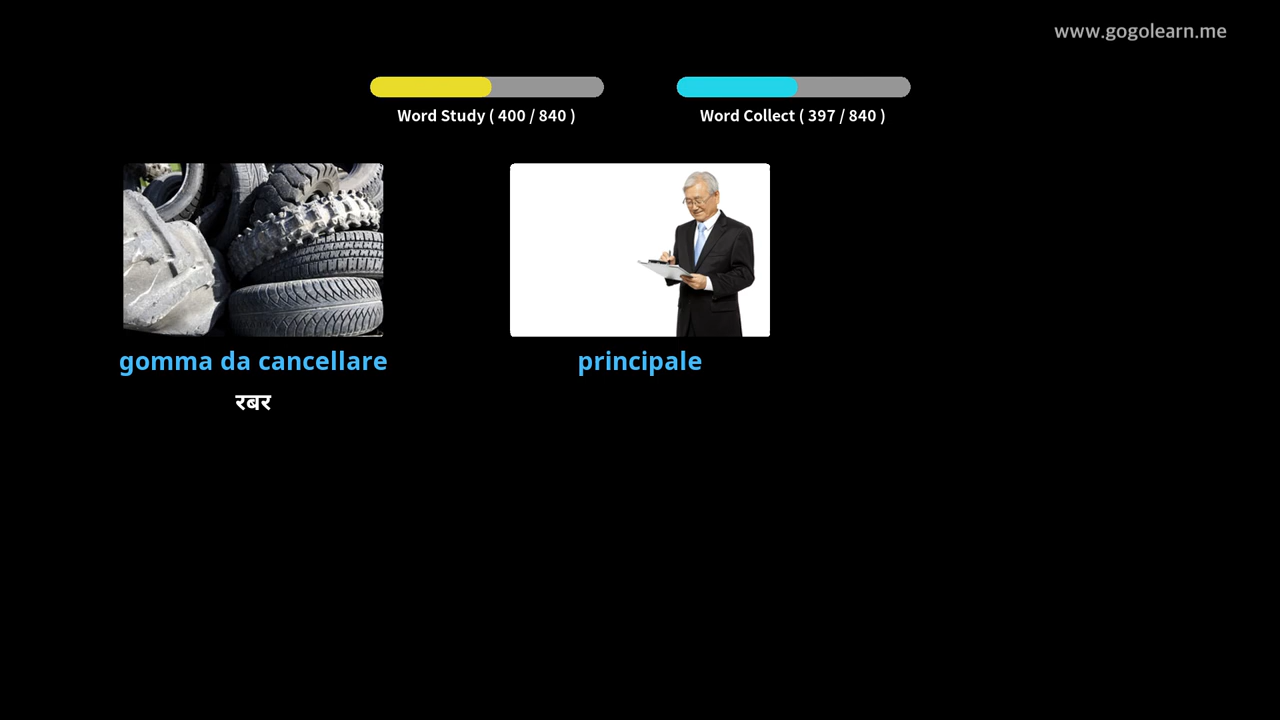 www.gogolearn.me
Word Study ( 400 / 840 )
Word Collect ( 397 / 840 )
gomma da cancellare
रबर
principale